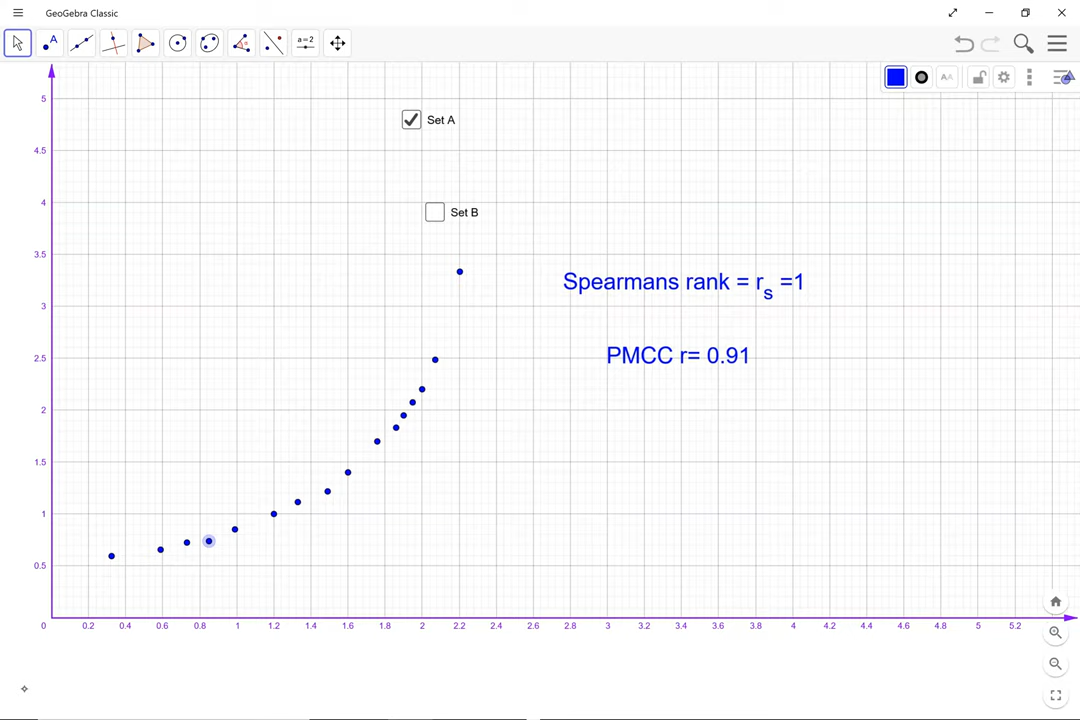 GeoGebra Classic
A
a=2
AA
5
Set A
4.5
4
Set B
3.5
Spearmans rank = rs =1
3
PMCC r= 0.91
2.5
2
1.5
1
0.5
0 0.2 0.4 0.6 0.8 1 1.2 1.4 1.6 1.8 2 2.2 2.4 2.6 2.8 3 3.2 3.4 3.6 3.8 4 4.2 4.4 4.6 4.8 5 5.2